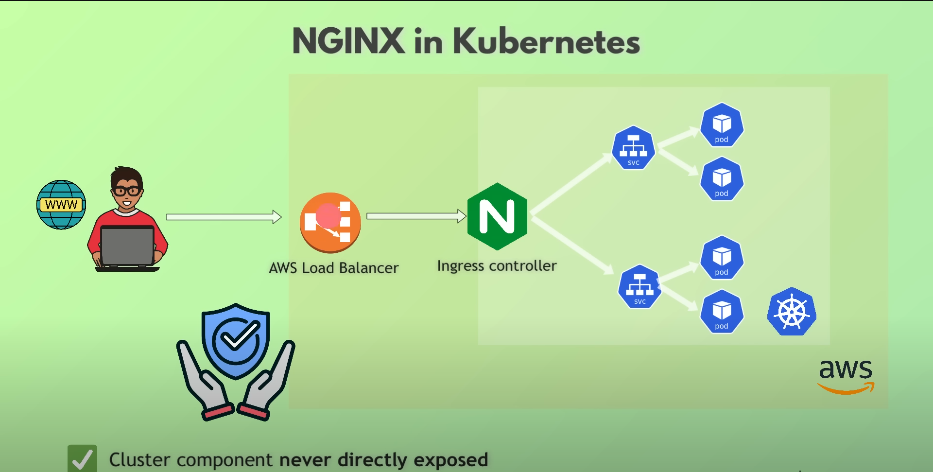 NGINX in Kubernetes
WWW
AWS Load Balancer
N
Ingress controller
svc
pod
pod
svc
pod
pod
aws
Cluster component never directly exposed